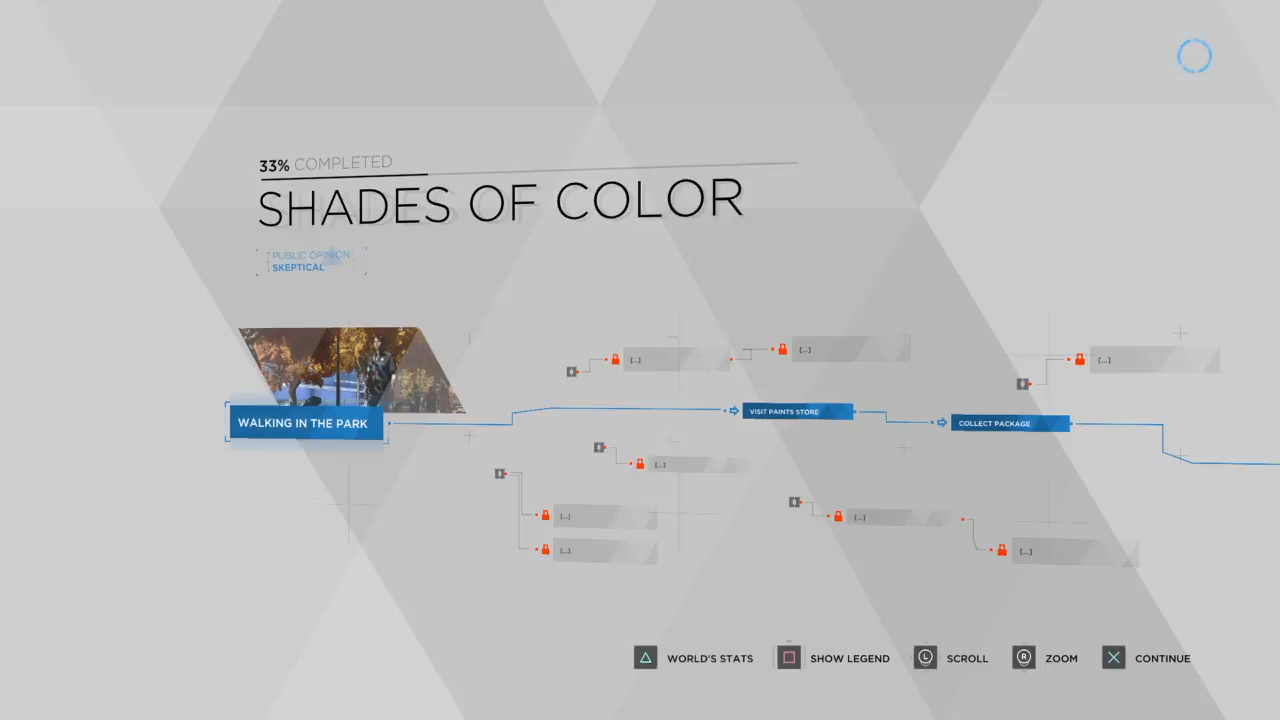 33% COMPLETED
SHADES OF COLOR
PUBLIC OPINION
SKEPTICAL
[...]
[...]
[...]
WALKING IN THE PARK
VISIT PAINTS STORE
COLLECT PACKAGE
[...]
[...]
[...]
[...]
[...]
WORLD'S STATS
SHOW LEGEND
L SCROLL
R ZOOM
CONTINUE